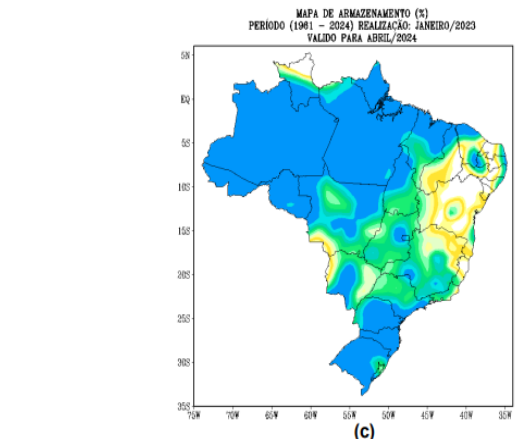 MAPA DE ARMAZENAMENTO (%)
PERÍODO (1961 – 2024) REALIZAÇÃO: JANEIRO/2023
VALIDO PARA ABRIL/2024
5N
EQ
5S
10S
15S
20S
25S
30S
35S
75W 70W 65W 60W 55W 50W 45W 40W 35W
(c)